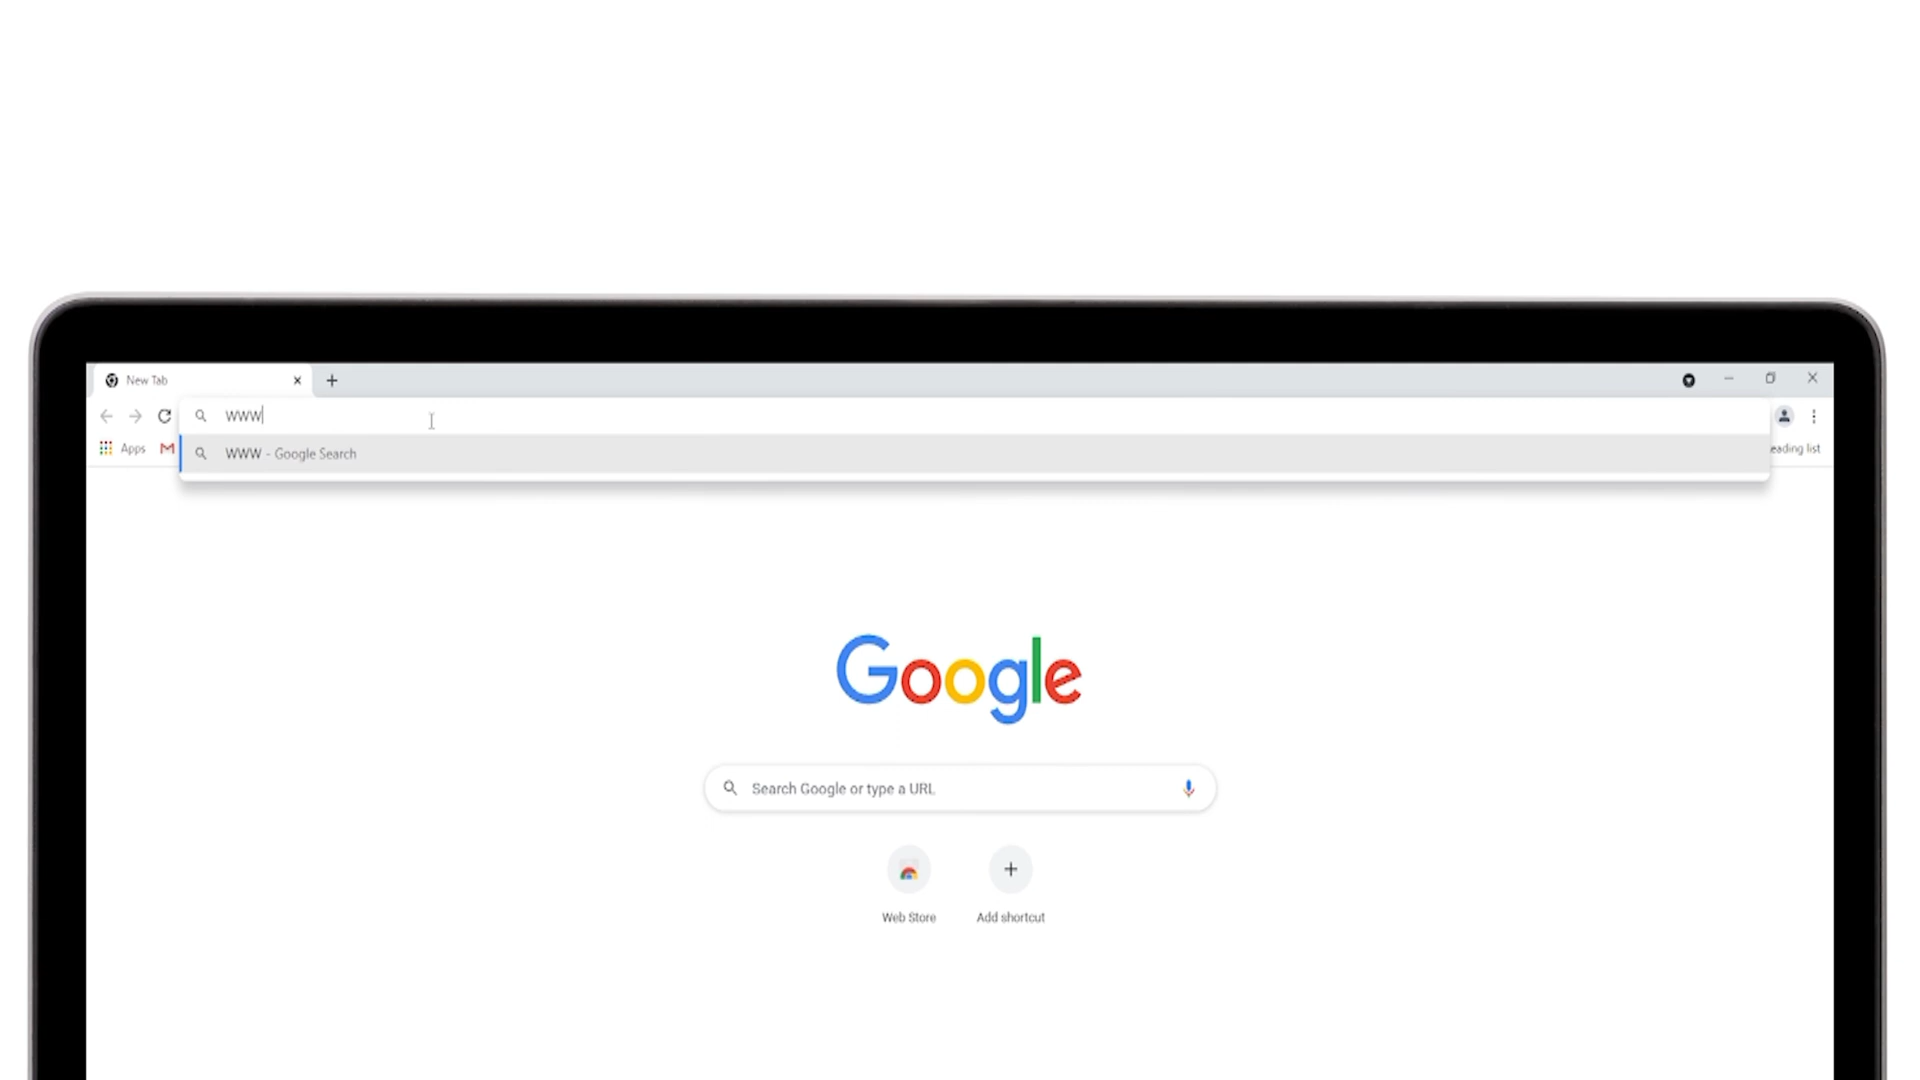 New Tab
WWW
WWW - Google Search
Apps
eading list
Google
Search Google or type a URL
Web Store
Add shortcut